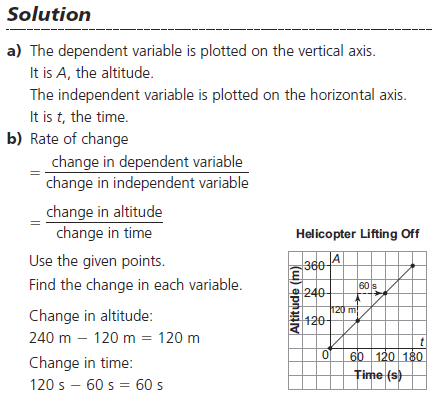 Solution
a) The dependent variable is plotted on the vertical axis.
It is A, the altitude.
The independent variable is plotted on the horizontal axis.
It is t, the time.
b) Rate of change
= change in dependent variable
change in independent variable
= change in altitude
change in time
Use the given points.
Find the change in each variable.
Change in altitude:
240 m − 120 m = 120 m
Change in time:
120 s − 60 s = 60 s
Helicopter Lifting Off
A
360
60 s
240
120 m
120
t
0 60 120 180
Time (s)
Altitude (m)